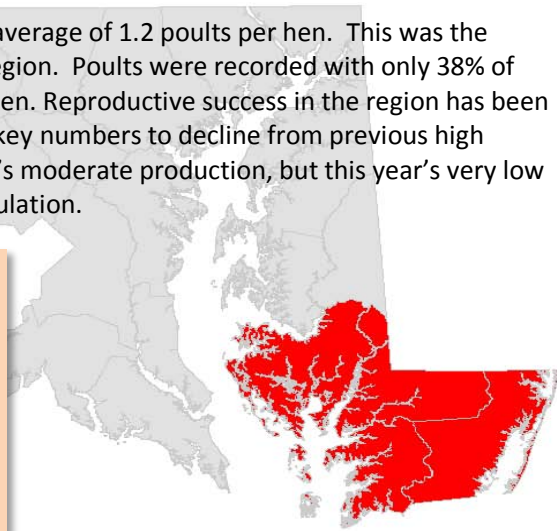 average of 1.2 poults per hen. This was the
egion. Poults were recorded with only 38% of
en. Reproductive success in the region has been
key numbers to decline from previous high
's moderate production, but this year's very low
ulation.